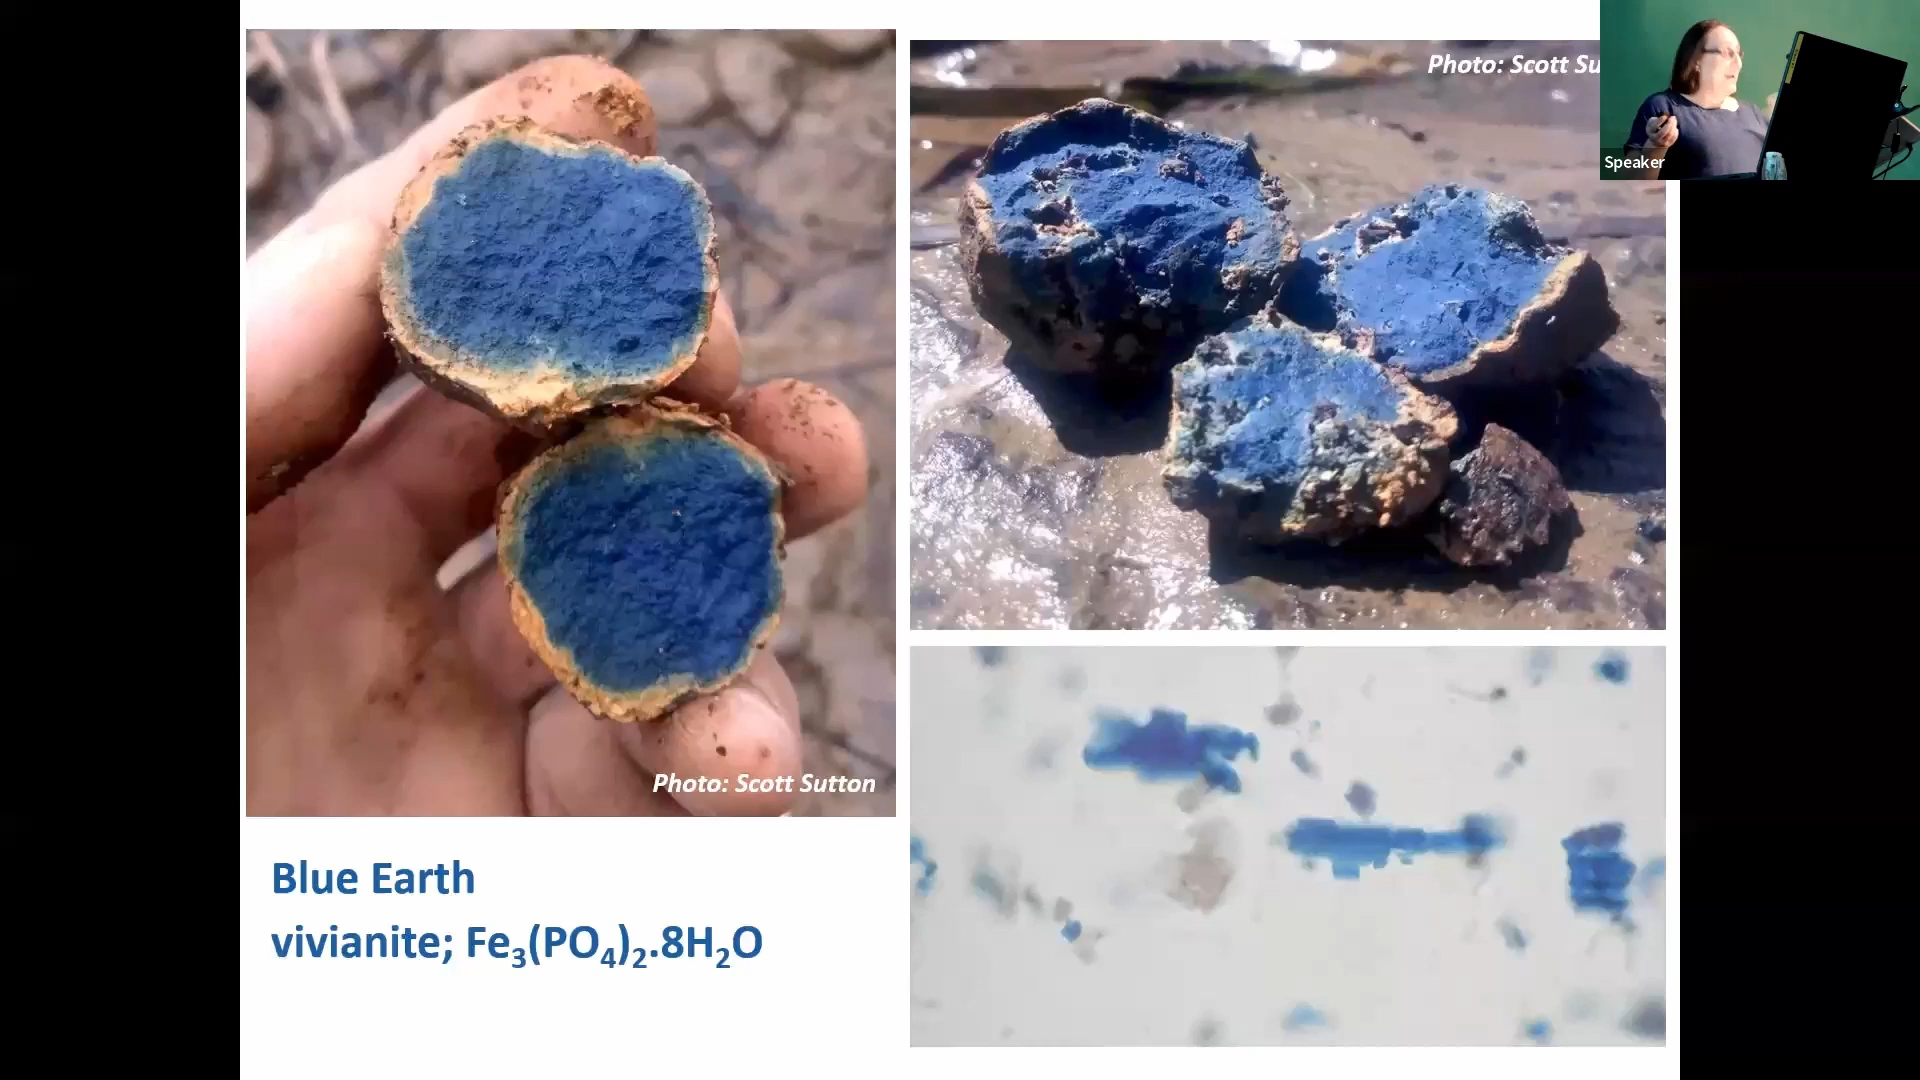 Photo: Scott Su
Speaker
Photo: Scott Sutton
Blue Earth
vivianite; Fe₃(PO₄)₂.8H₂O